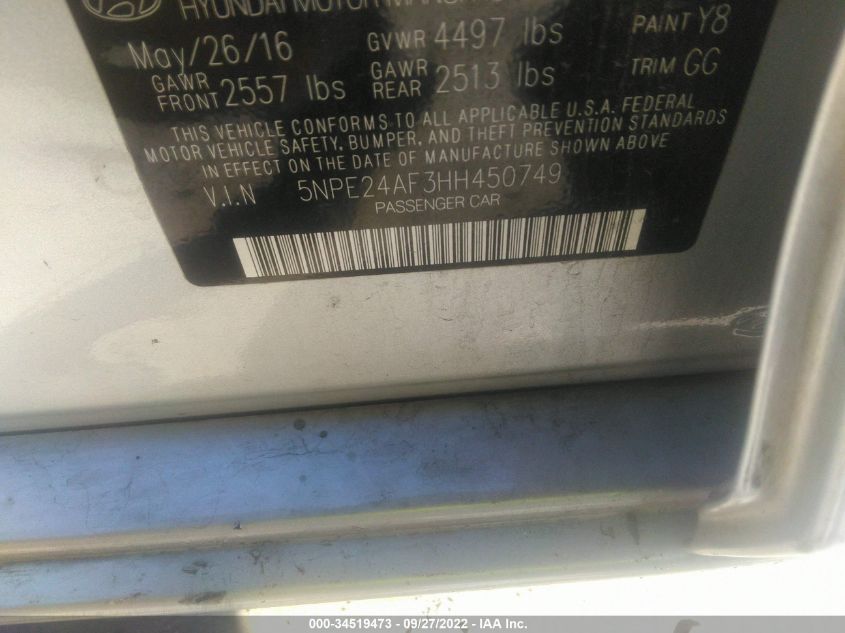 HYUNDAI MOTOR
May/26/16 GVWR 4497 lbs PAINT Y8
GAWR FRONT 2557 lbs GAWR REAR 2513 lbs TRIM GG
THIS VEHICLE CONFORMS TO ALL APPLICABLE U.S.A. FEDERAL
MOTOR VEHICLE SAFETY, BUMPER, AND THEFT PREVENTION STANDARDS
IN EFFECT ON THE DATE OF MANUFACTURE SHOWN ABOVE
V.I.N 5NPE24AF3HH450749
PASSENGER CAR
000-34519473 - 09/27/2022 - IAA Inc.